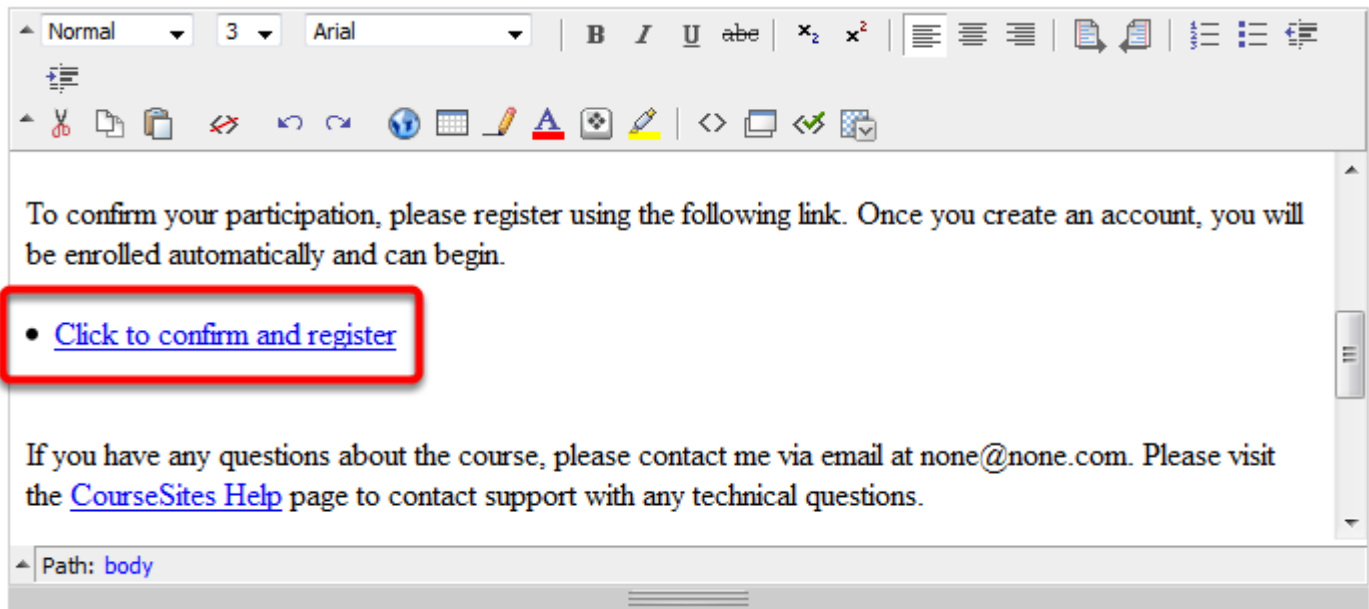 Normal 3 Arial B I U abc x₂ x²
To confirm your participation, please register using the following link. Once you create an account, you will
be enrolled automatically and can begin.
• Click to confirm and register
If you have any questions about the course, please contact me via email at none@none.com. Please visit
the CourseSites Help page to contact support with any technical questions.
Path: body